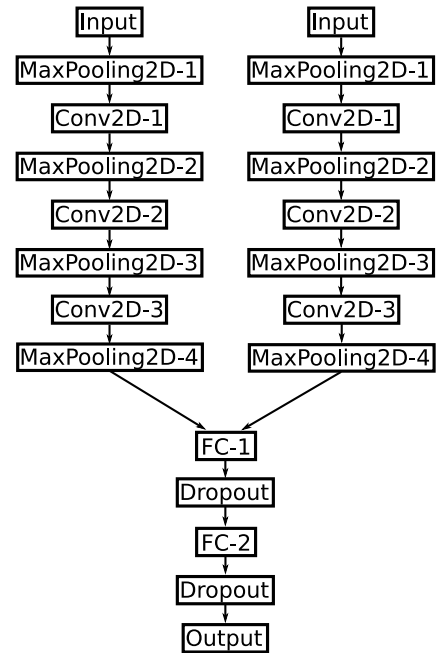 Input
MaxPooling2D-1
Conv2D-1
MaxPooling2D-2
Conv2D-2
MaxPooling2D-3
Conv2D-3
MaxPooling2D-4
Input
MaxPooling2D-1
Conv2D-1
MaxPooling2D-2
Conv2D-2
MaxPooling2D-3
Conv2D-3
MaxPooling2D-4
FC-1
Dropout
FC-2
Dropout
Output